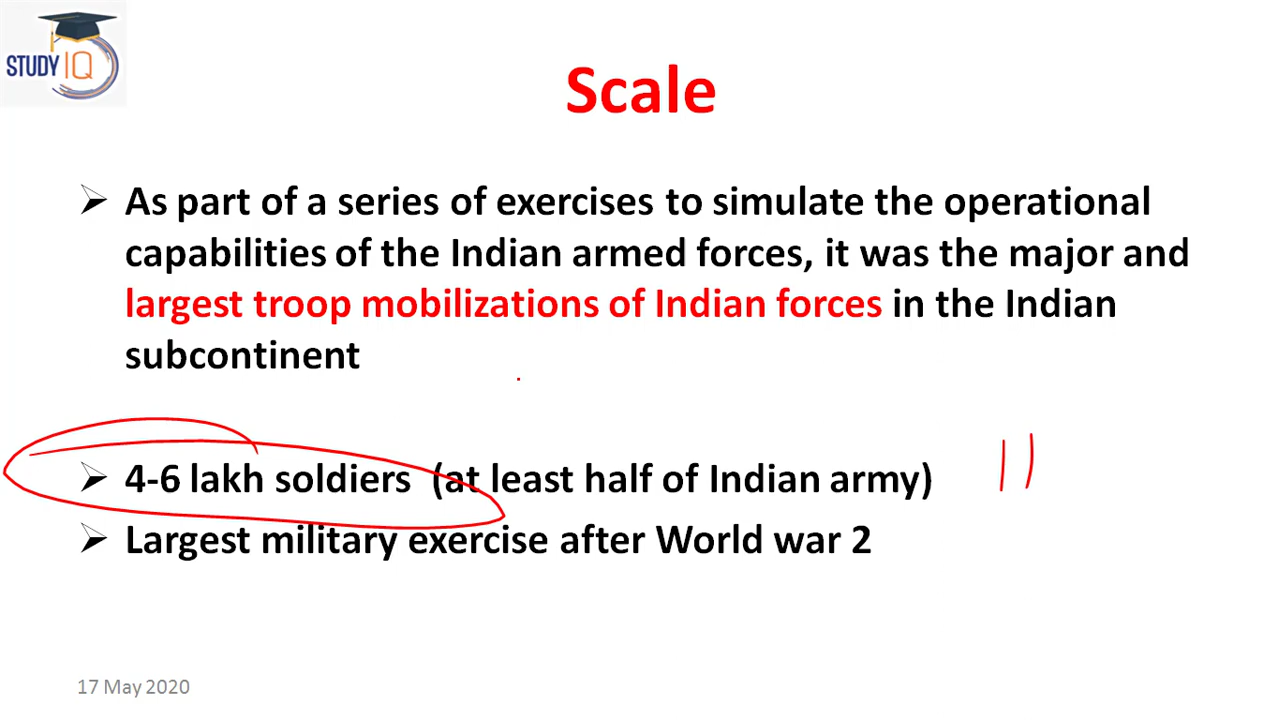 STUDY IQ
Scale
As part of a series of exercises to simulate the operational
capabilities of the Indian armed forces, it was the major and
largest troop mobilizations of Indian forces in the Indian
subcontinent
4-6 lakh soldiers (at least half of Indian army) 11
Largest military exercise after World war 2
17 May 2020